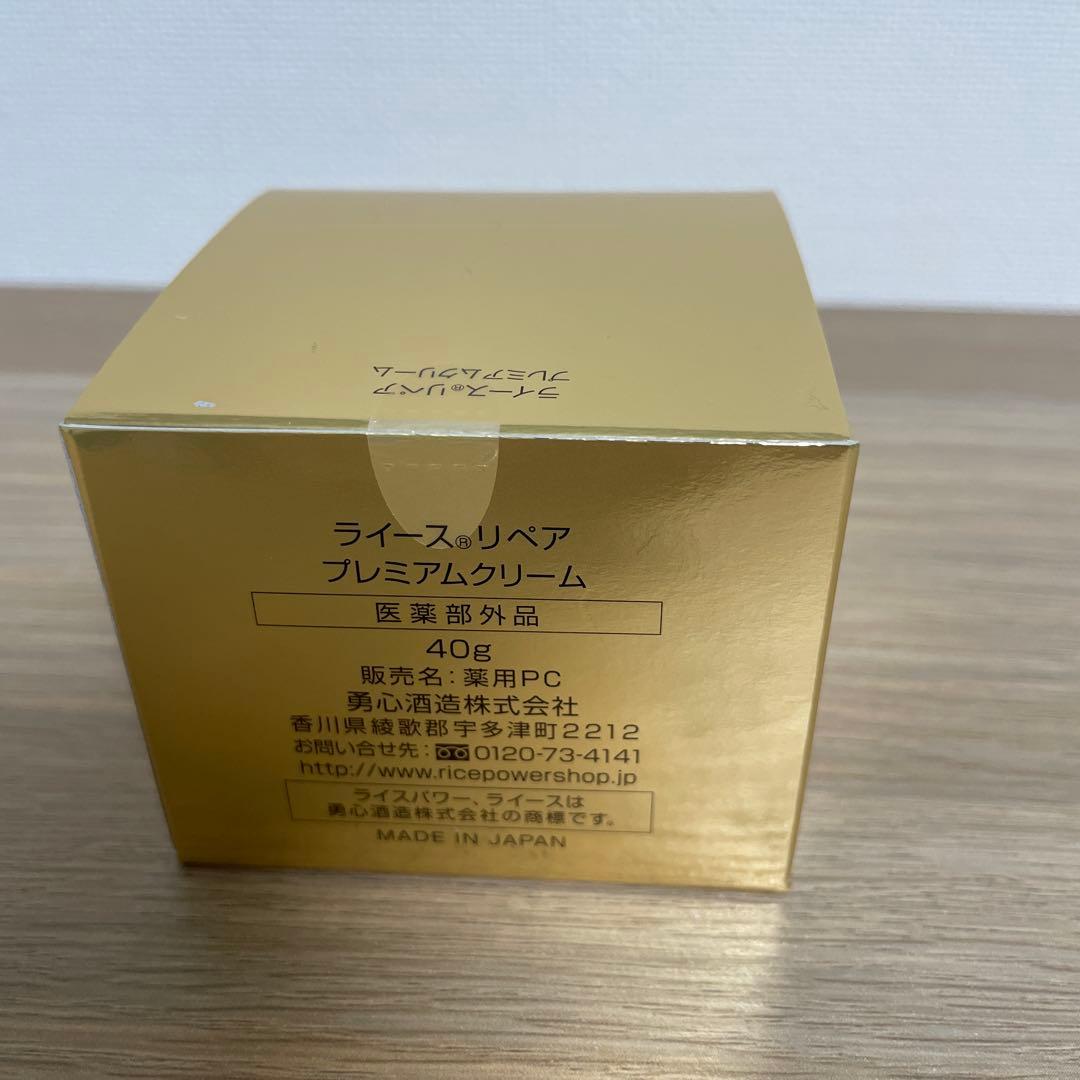 ライース®リペア
プレミアムクリーム
ライース®リペア
プレミアムクリーム
医薬部外品
40g
販売名:薬用PC
勇心酒造株式会社
香川県綾歌郡宇多津町2212
お問い合せ先:0120-73-4141
http://www.ricepowershop.jp
ライスパワー、ライースは
勇心酒造株式会社の商標です。
MADE IN JAPAN